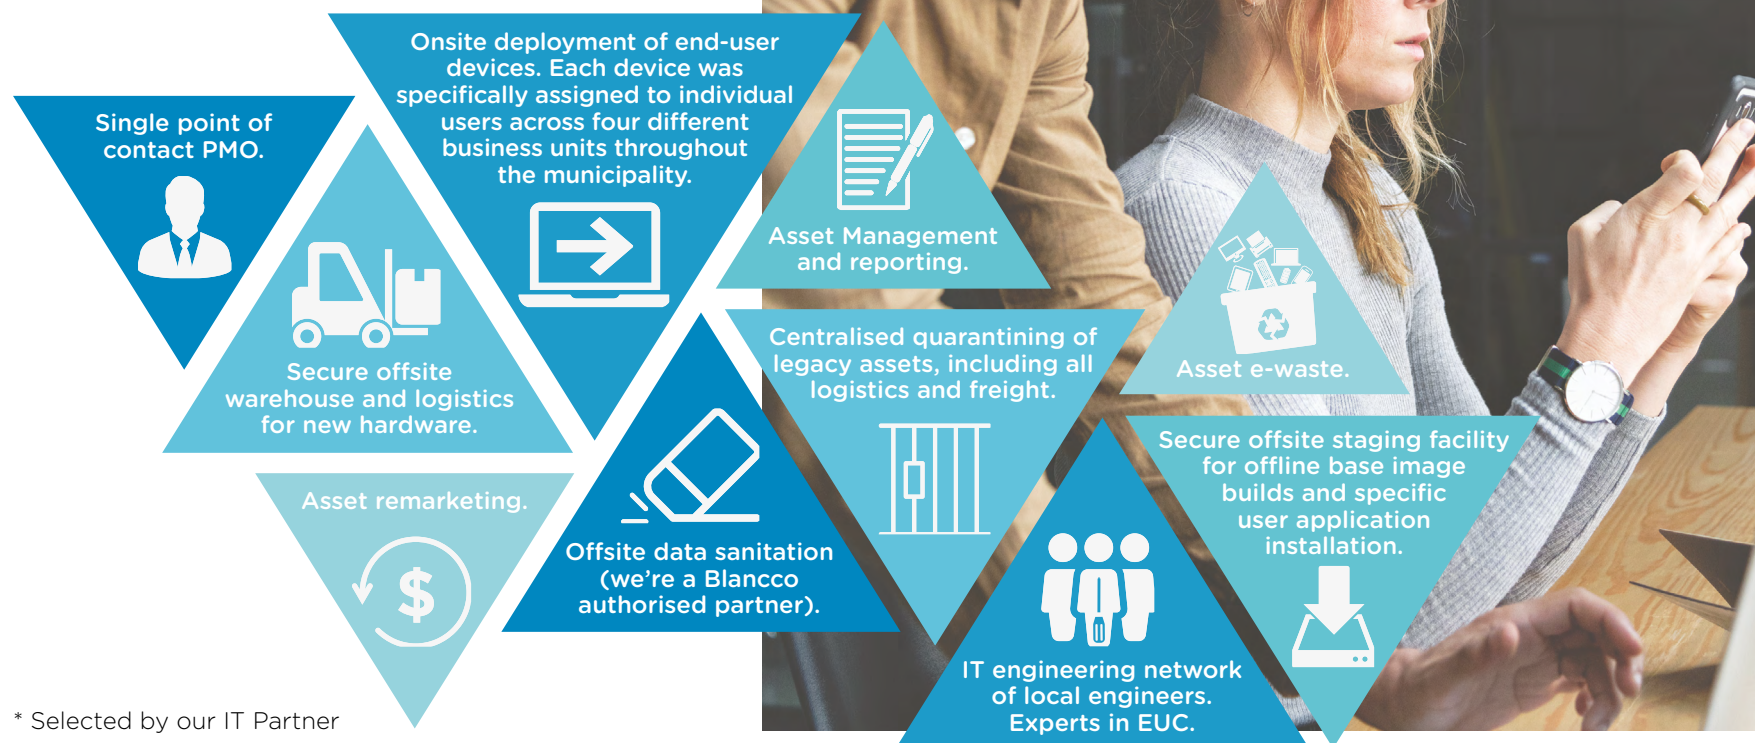 Single point of
contact PMO.
Secure offsite
warehouse and logistics
for new hardware.
Onsite deployment of end-user
devices. Each device was
specifically assigned to individual
users across four different
business units throughout
the municipality.
Asset Management
and reporting.
Asset remarketing.
$
Offsite data sanitation
(we’re a Blancco
authorised partner).
Centralised quarantining of
legacy assets, including all
logistics and freight.
Asset e-waste.
IT engineering network
of local engineers.
Experts in EUC.
Secure offsite staging facility
for offline base image
builds and specific
user application
installation.
* Selected by our IT Partner